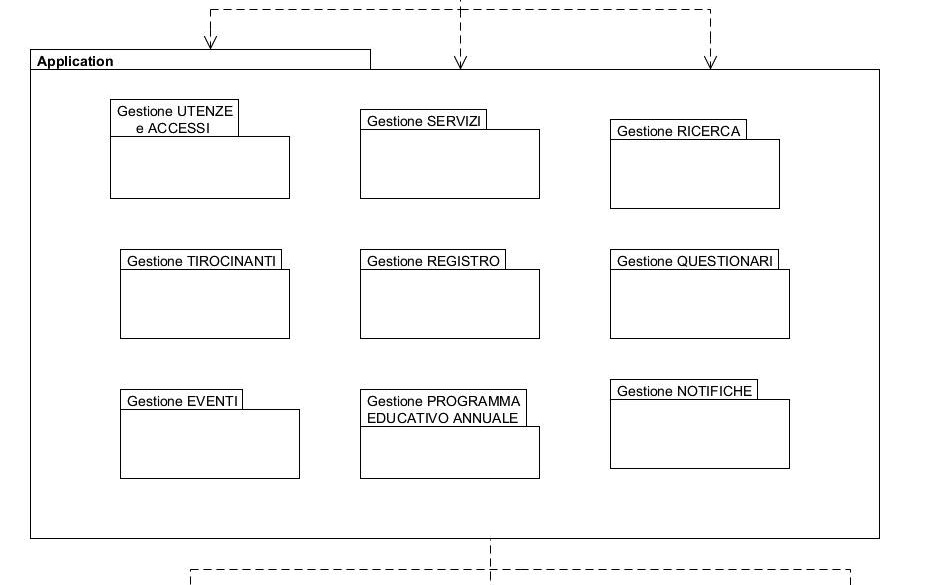 Application
Gestione UTENZE
e ACCESSI
Gestione SERVIZI
Gestione RICERCA
Gestione TIROCINANTI
Gestione REGISTRO
Gestione QUESTIONARI
Gestione EVENTI
Gestione PROGRAMMA
EDUCATIVO ANNUALE
Gestione NOTIFICHE